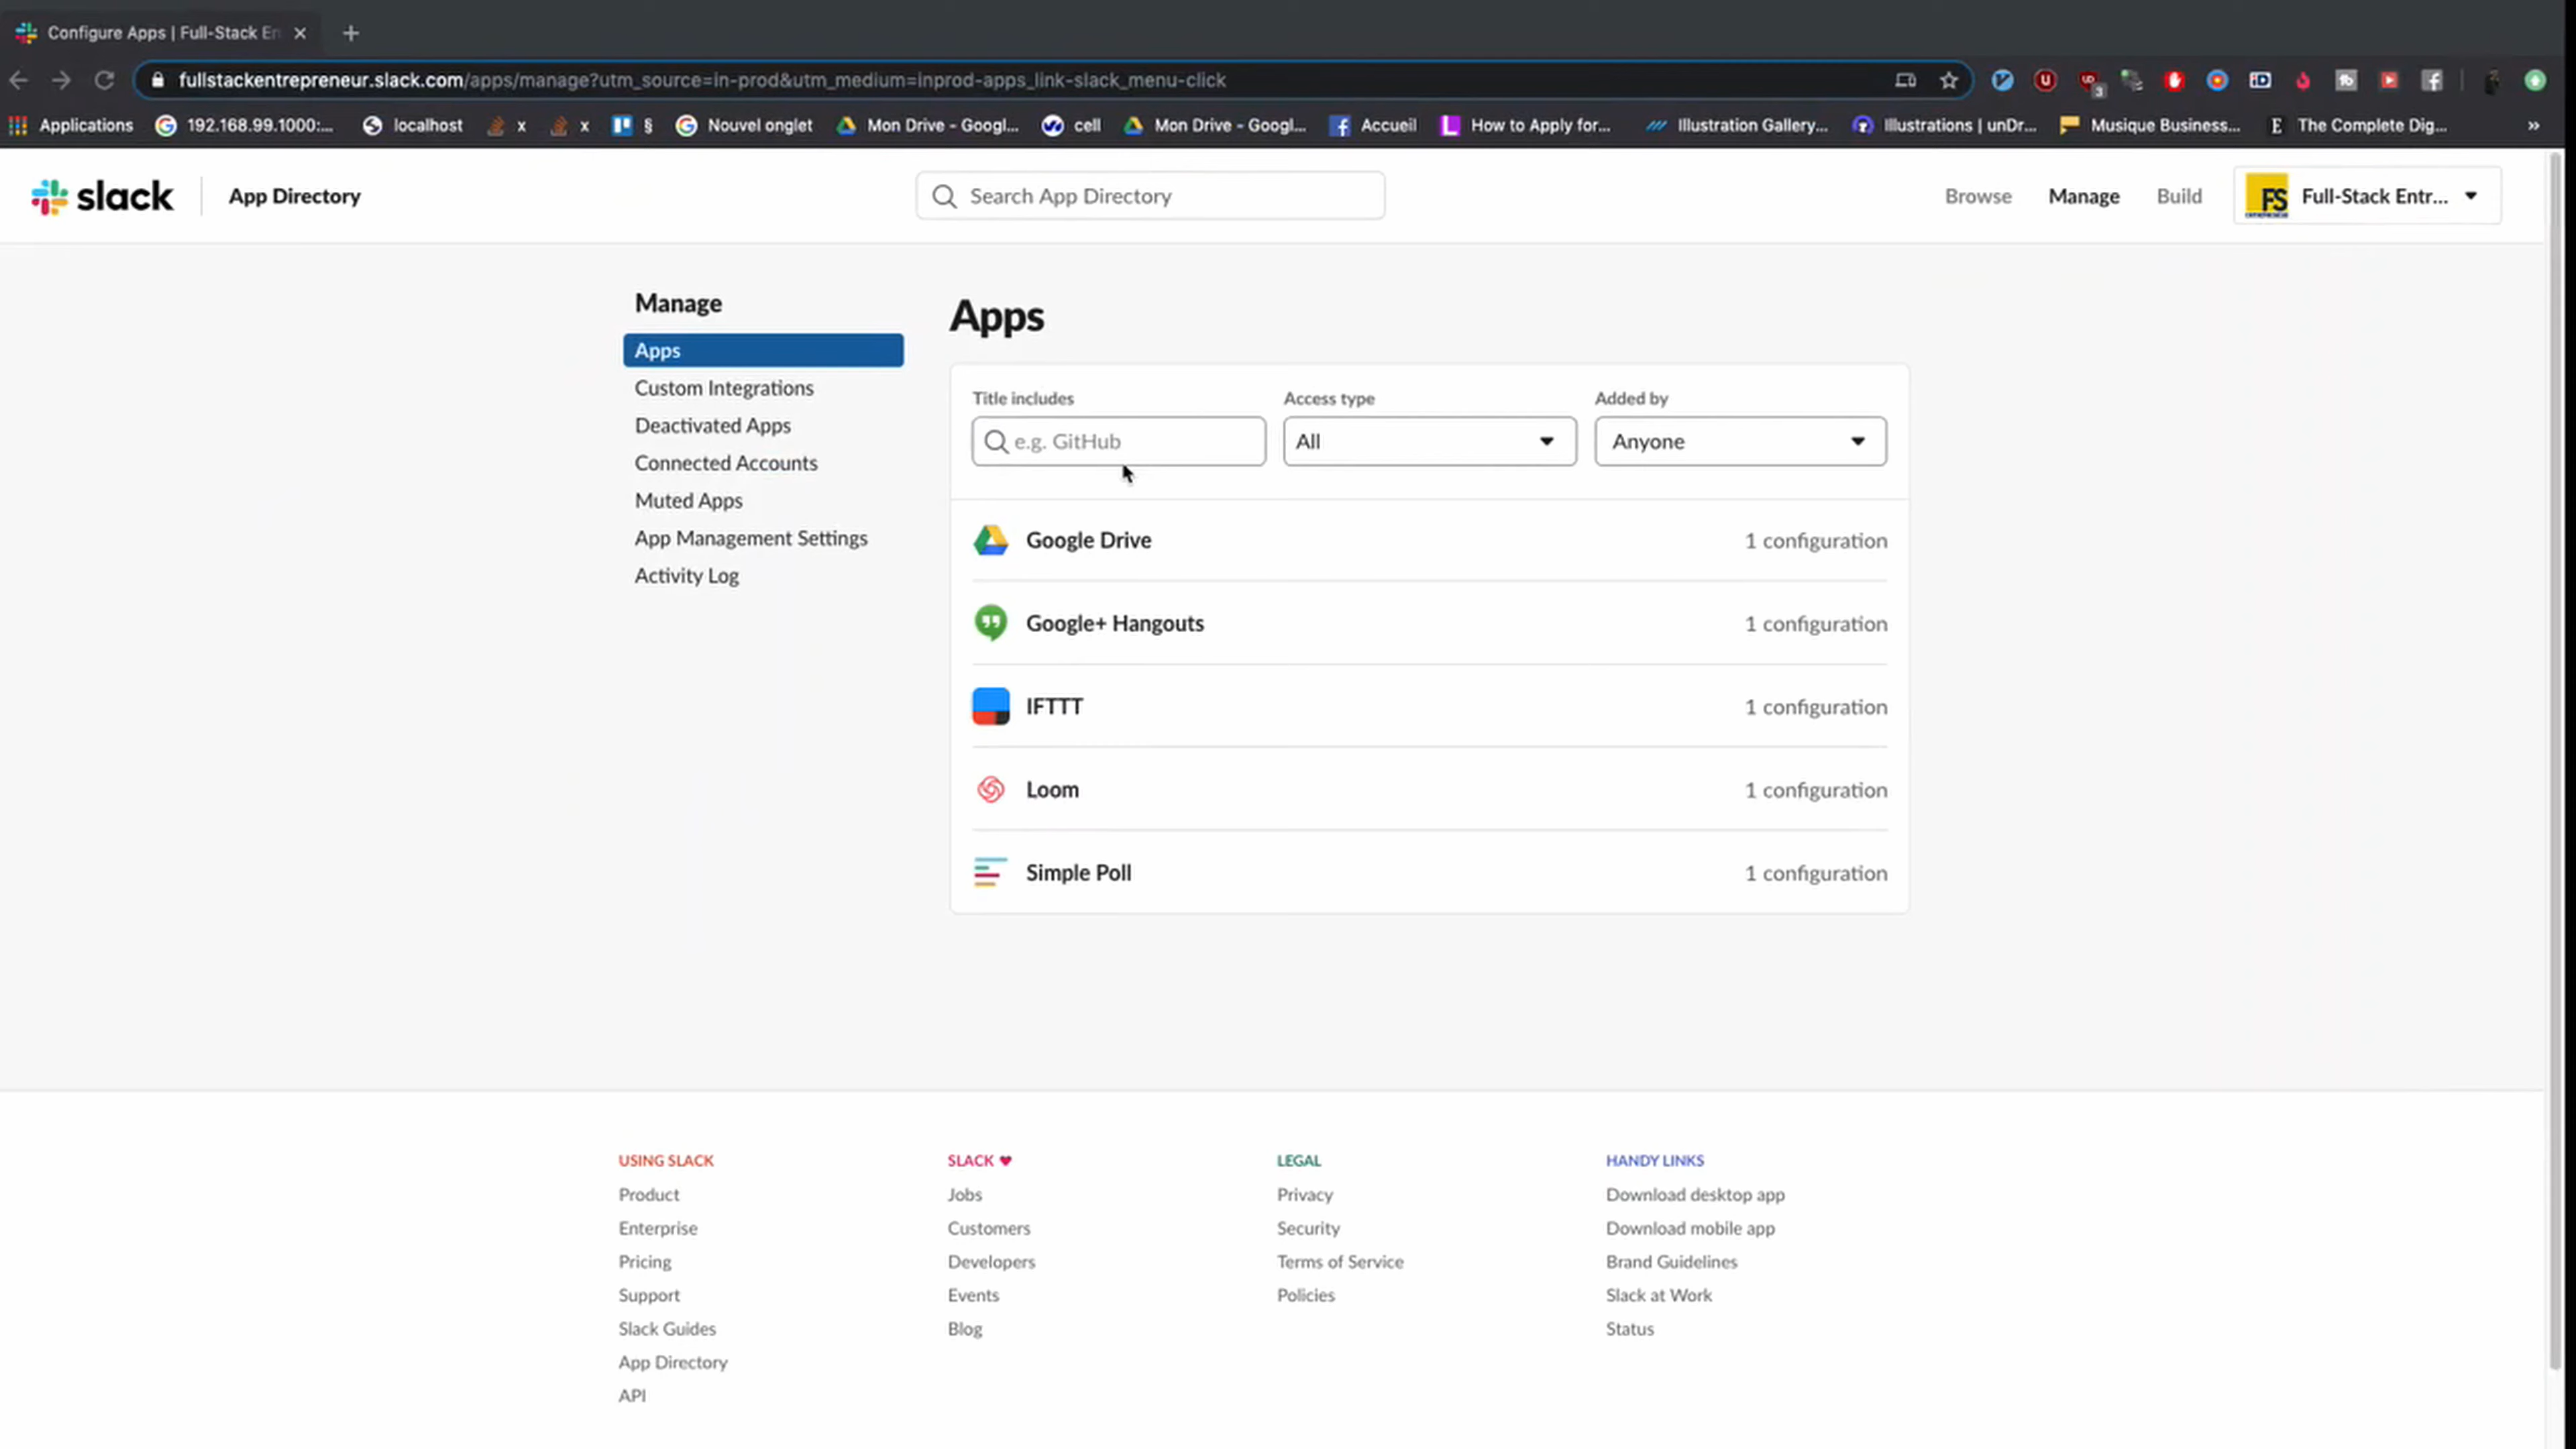 Configure Apps | Full-Stack En
fullstackentrepreneur.slack.com/apps/manage?utm_source=in-prod&utm_medium=inprod-apps_link-slack_menu-click
Applications 192.168.99.1000:... localhost x x § Nouvel onglet Mon Drive - Googl... cell Mon Drive - Googl... Accueil How to Apply for... Illustration Gallery... Illustrations | unDr... Musique Business... The Complete Dig... »
slack App Directory Search App Directory Browse Manage Build FS Full-Stack Entr...
Manage
Apps
Custom Integrations
Deactivated Apps
Connected Accounts
Muted Apps
App Management Settings
Activity Log
Apps
Title includes Access type Added by
e.g. GitHub All Anyone
Google Drive 1 configuration
Google+ Hangouts 1 configuration
IFTTT 1 configuration
Loom 1 configuration
Simple Poll 1 configuration
USING SLACK
Product
Enterprise
Pricing
Support
Slack Guides
App Directory
API
SLACK ♥
Jobs
Customers
Developers
Events
Blog
LEGAL
Privacy
Security
Terms of Service
Policies
HANDY LINKS
Download desktop app
Download mobile app
Brand Guidelines
Slack at Work
Status